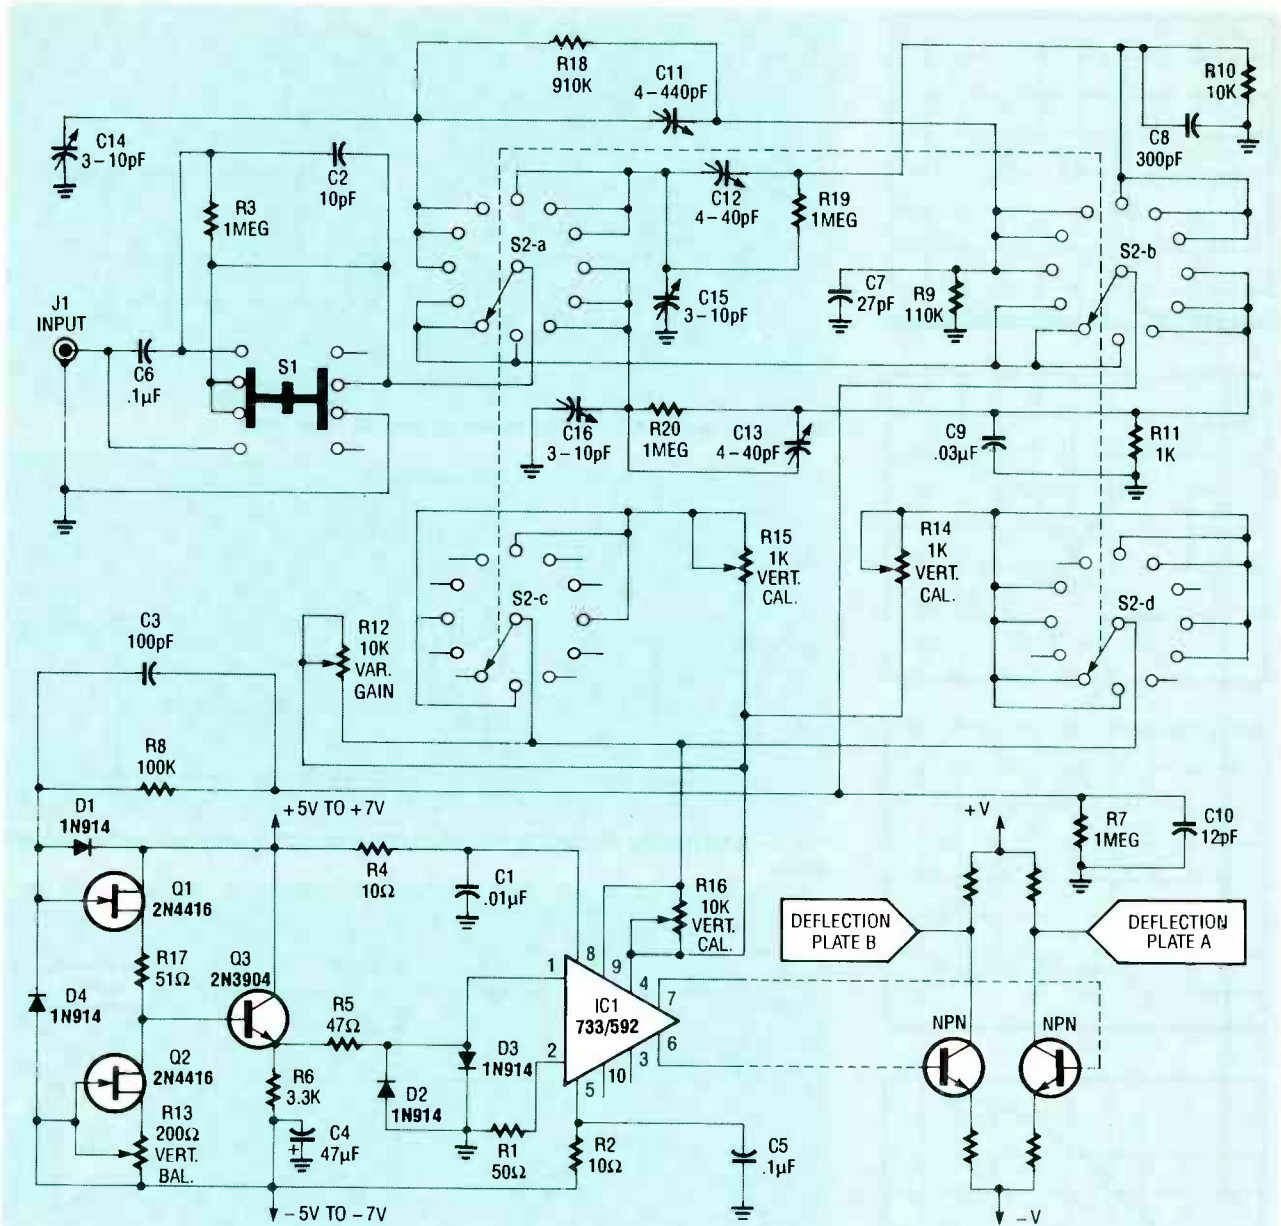 R18
910K
C11
4-440pF
R10
10K
C14
3-10pF
C8
300pF
C2
10pF
R3
1MEG
C12
4-40pF
R19
1MEG
S2-a
S2-b
J1
INPUT
C15
3-10pF
C7
27pF
R9
110K
C6
.1µF
S1
C16
3-10pF
R20
1MEG
C13
4-40pF
C9
.03µF
R11
1K
R15
1K
VERT.
CAL.
R14
1K
VERT.
CAL.
S2-c
S2-d
C3
100pF
R12
10K
VAR.
GAIN
R8
100K
D1
1N914
+5V TO +7V
+V
R7
1MEG
C10
12pF
R4
10Ω
C1
.01µF
Q1
2N4416
R16
10K
VERT.
CAL.
DEFLECTION
PLATE B
DEFLECTION
PLATE A
R17
51Ω
Q3
2N3904
D4
1N914
R5
47Ω
1
8
9
4
7
IC1
733/592
6
3
2
10
5
NPN
NPN
D3
1N914
Q2
2N4416
R6
3.3K
D2
1N914
R13
200Ω
VERT.
BAL.
C4
47µF
+
R1
50Ω
R2
10Ω
C5
.1µF
-5V TO -7V
-V